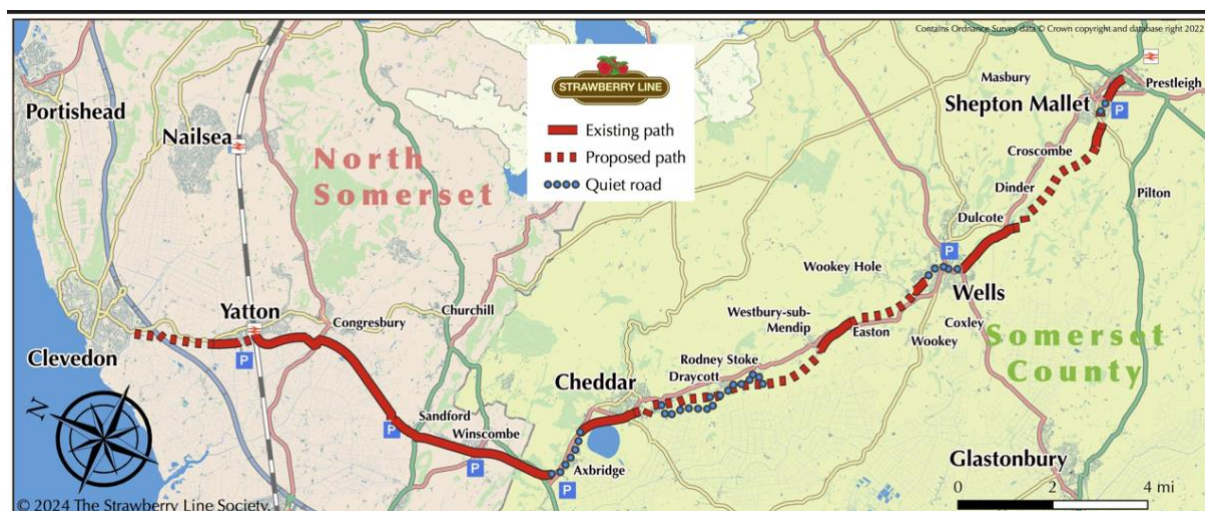 Contains Ordnance Survey data © Crown copyright and database right 2022
STRAWBERRY LINE
Existing path
Proposed path
Quiet road
Portishead
Nailsea
North
Somerset
Masbury
Prestleigh
Shepton Mallet
P
Croscombe
Dinder
Pilton
Dulcote
P
Wookey Hole
Wells
Yatton
Churchill
Congresbury
Westbury-sub-
Mendip
Easton
Coxley
Wookey
Somerset
County
Clevedon
P
Rodney Stoke
Draycott
Cheddar
Sandford
P
Winscombe
P
Axbridge
P
Glastonbury
N
0 2 4 mi
© 2024 The Strawberry Line Society.